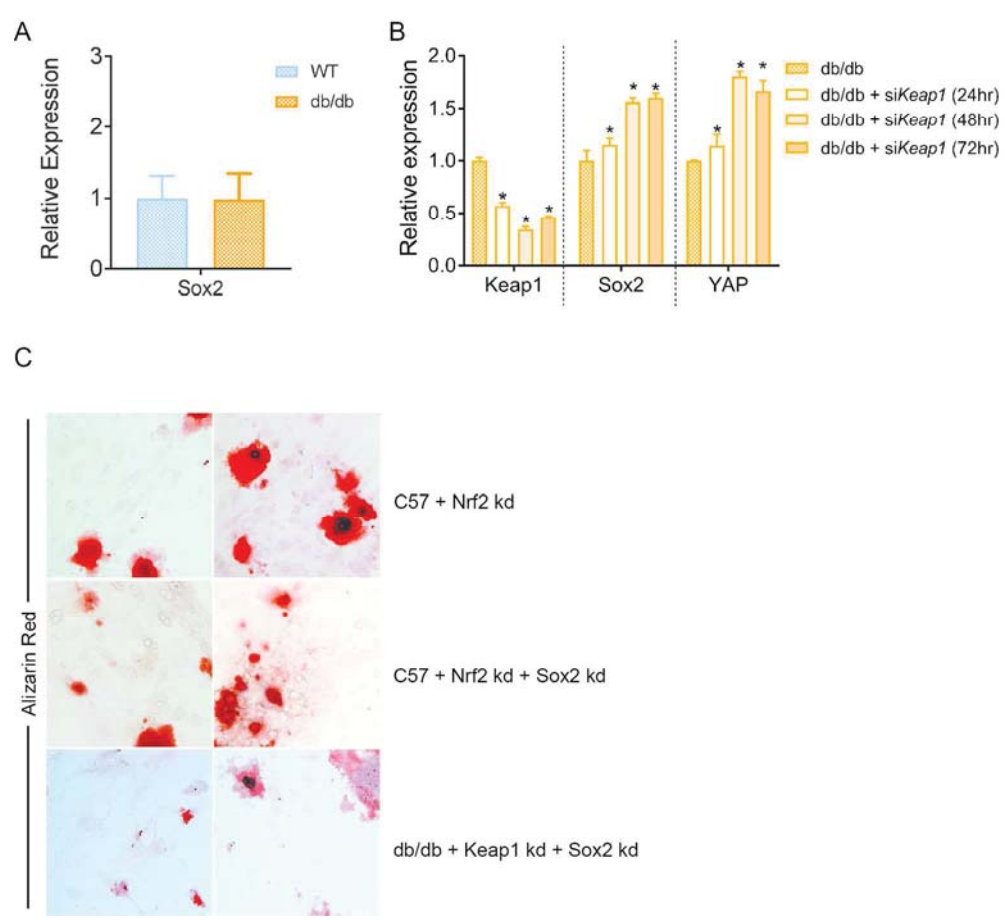 A
Relative Expression
3
2
1
0
Sox2
WT
db/db
B
Relative expression
2.0
1.5
1.0
0.5
0.0
*
*
*
*
*
*
*
*
*
Keap1
Sox2
YAP
db/db
db/db + siKeap1 (24hr)
db/db + siKeap1 (48hr)
db/db + siKeap1 (72hr)
C
Alizarin Red
C57 + Nrf2 kd
C57 + Nrf2 kd + Sox2 kd
db/db + Keap1 kd + Sox2 kd